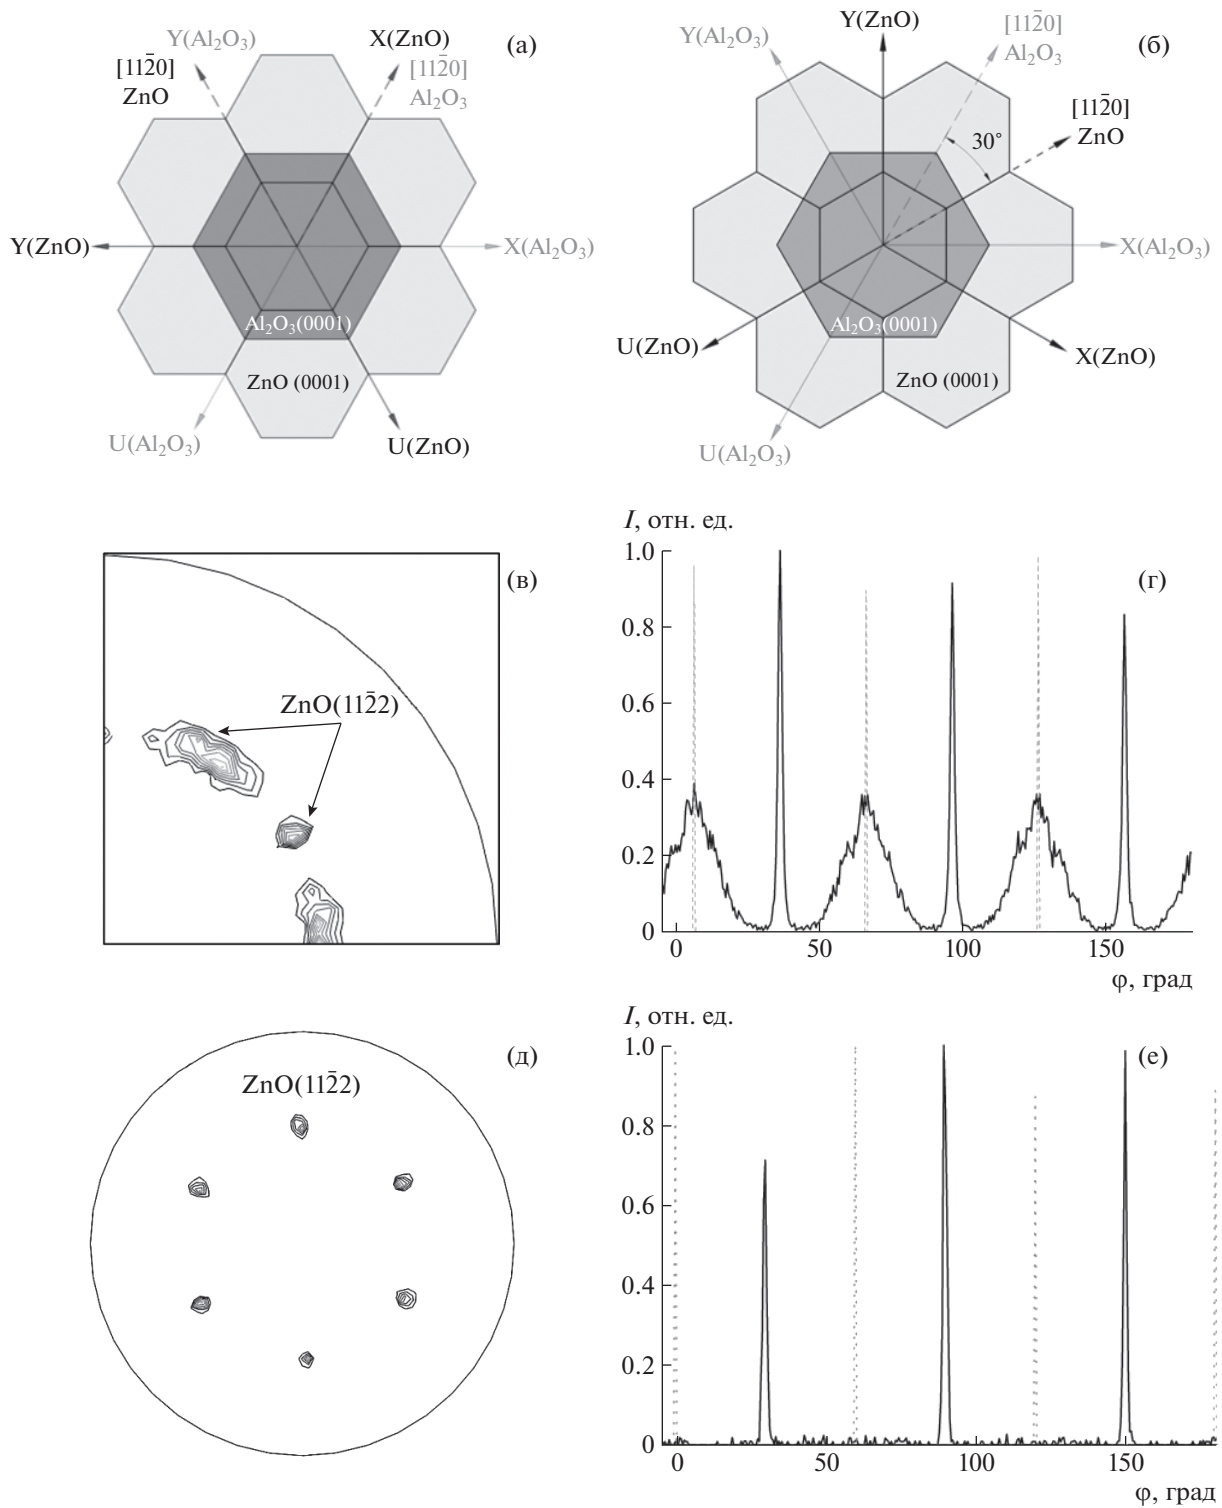 (а)
Y(Al₂O₃)
X(ZnO)
[112̄0]
ZnO
[112̄0]
Al₂O₃
Y(ZnO)
X(Al₂O₃)
Al₂O₃(0001)
ZnO (0001)
U(Al₂O₃)
U(ZnO)
(б)
Y(ZnO)
Y(Al₂O₃)
[112̄0]
Al₂O₃
[112̄0]
ZnO
30°
X(Al₂O₃)
Al₂O₃(0001)
U(ZnO)
X(ZnO)
ZnO (0001)
U(Al₂O₃)
(в)
ZnO(112̄2)
I, отн. ед.
(г)
1.0
0.8
0.6
0.4
0.2
0
0 50 100 150
φ, град
(д)
ZnO(112̄2)
I, отн. ед.
(е)
1.0
0.8
0.6
0.4
0.2
0
0 50 100 150
φ, град